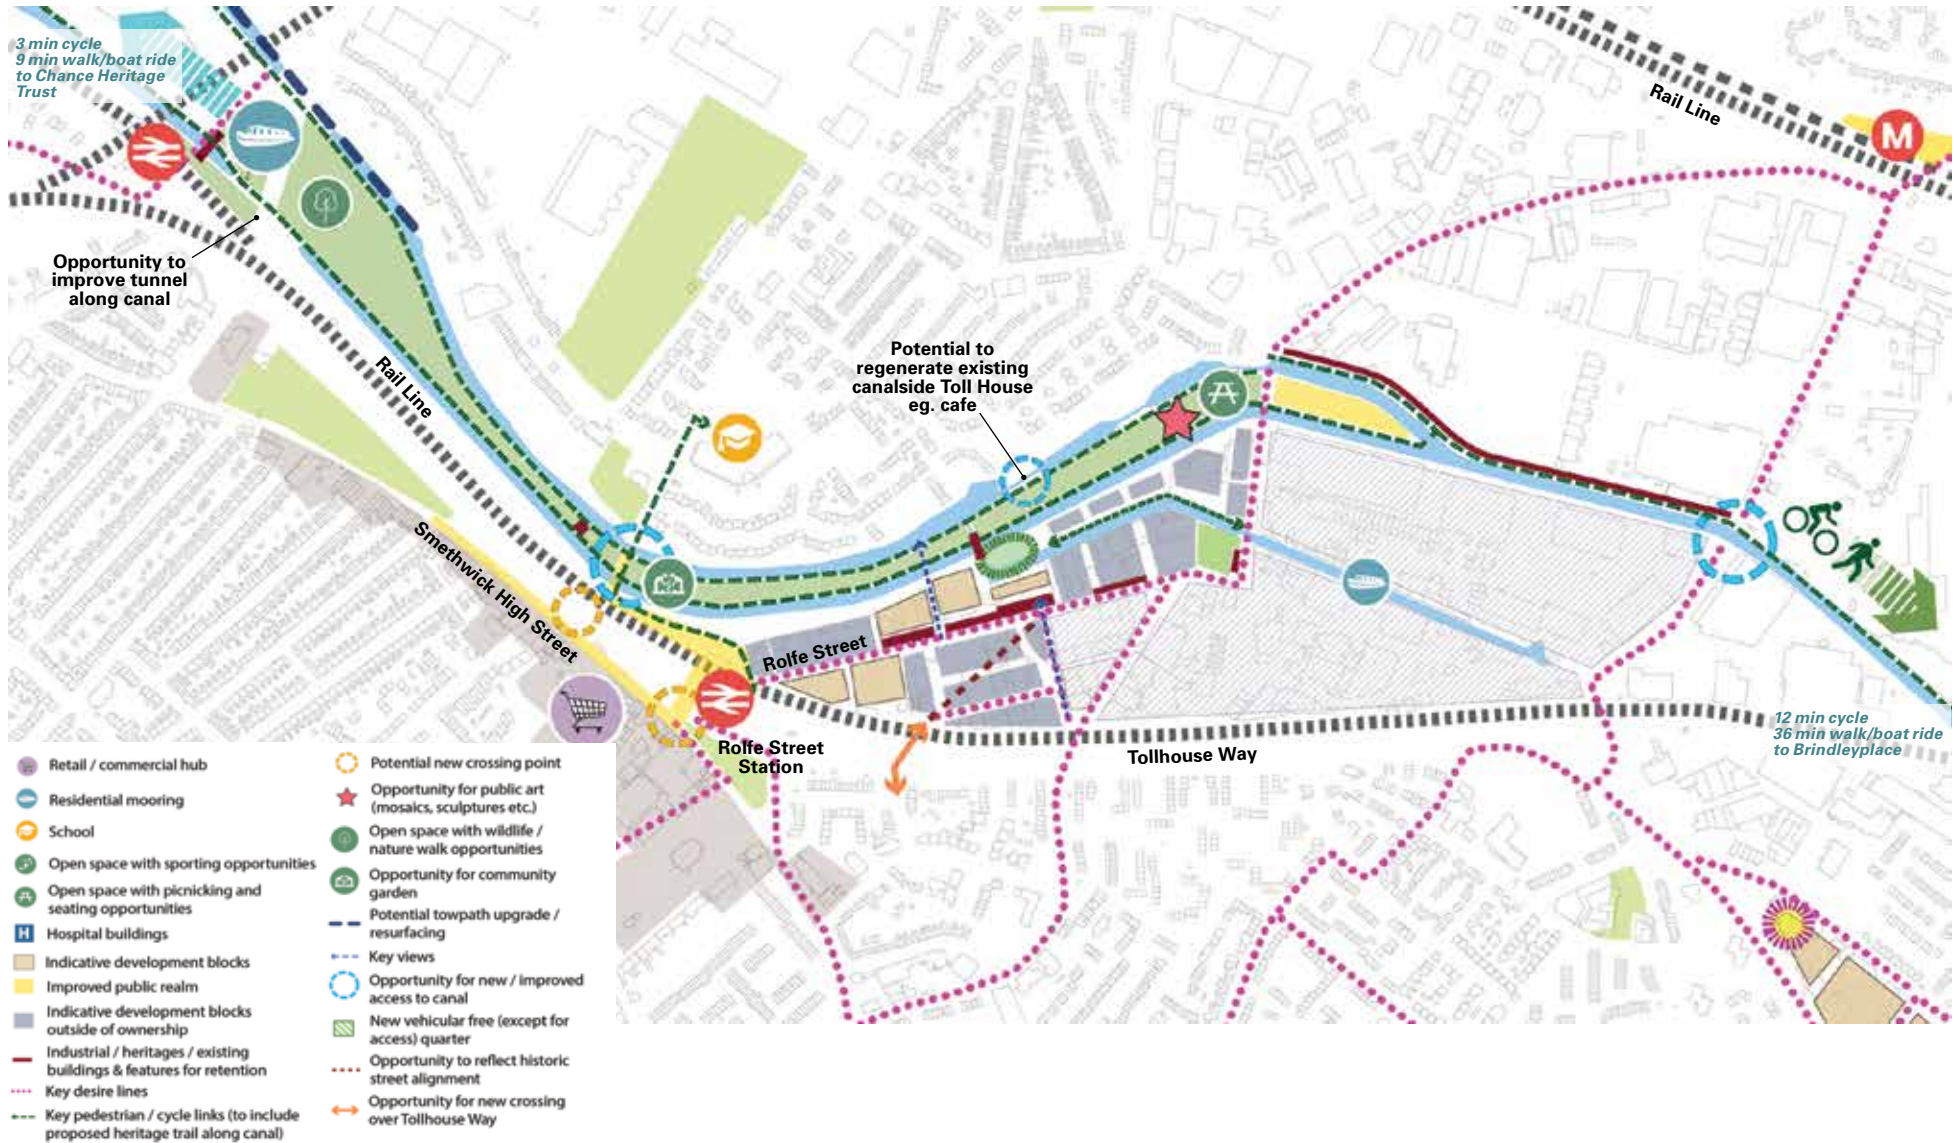 3 min cycle
9 min walk/boat ride
to Chance Heritage
Trust
Rail Line
M
Opportunity to
improve tunnel
along canal
Rail Line
Potential to
regenerate existing
canalside Toll House
eg. cafe
Smethwick High Street
Rolfe Street
Rolfe Street
Station
Tollhouse Way
12 min cycle
36 min walk/boat ride
to Brindleyplace
Retail / commercial hub
Residential mooring
School
Open space with sporting opportunities
Open space with picnicking and
seating opportunities
H Hospital buildings
Indicative development blocks
Improved public realm
Indicative development blocks
outside of ownership
Industrial / heritages / existing
buildings & features for retention
Key desire lines
Key pedestrian / cycle links (to include
proposed heritage trail along canal)
Potential new crossing point
Opportunity for public art
(mosaics, sculptures etc.)
Open space with wildlife /
nature walk opportunities
Opportunity for community
garden
Potential towpath upgrade /
resurfacing
Key views
Opportunity for new / improved
access to canal
New vehicular free (except for
access) quarter
Opportunity to reflect historic
street alignment
Opportunity for new crossing
over Tollhouse Way